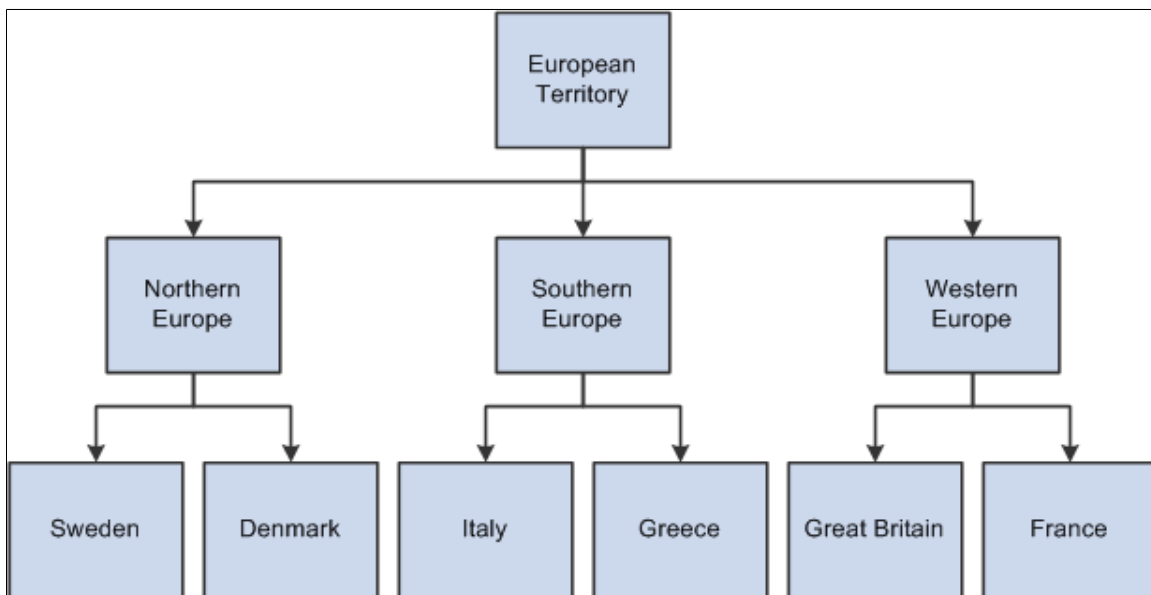 European
Territory
Northern
Europe
Southern
Europe
Western
Europe
Sweden
Denmark
Italy
Greece
Great Britain
France